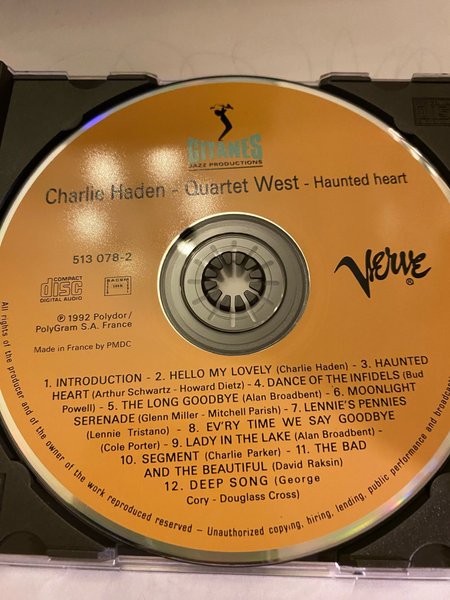 GITANES
JAZZ PRODUCTIONS
Charlie Haden - Quartet West - Haunted heart
513 078-2
COMPACT
disc
DIGITAL AUDIO
SACEM
Verve®
℗ 1992 Polydor/
PolyGram S.A. France
Made in France by PMDC
1. INTRODUCTION - 2. HELLO MY LOVELY (Charlie Haden) - 3. HAUNTED
HEART (Arthur Schwartz - Howard Dietz) - 4. DANCE OF THE INFIDELS (Bud
Powell) - 5. THE LONG GOODBYE (Alan Broadbent) - 6. MOONLIGHT
SERENADE (Glenn Miller - Mitchell Parish) - 7. LENNIE'S PENNIES
(Lennie Tristano) - 8. EV'RY TIME WE SAY GOODBYE
(Cole Porter) - 9. LADY IN THE LAKE (Alan Broadbent) -
10. SEGMENT (Charlie Parker) - 11. THE BAD
AND THE BEAUTIFUL (David Raksin)
12. DEEP SONG (George
Cory - Douglass Cross)
All rights of the producer and of the owner of the work reproduced reserved – Unauthorized copying, hiring, lending, public performance and broadcasting